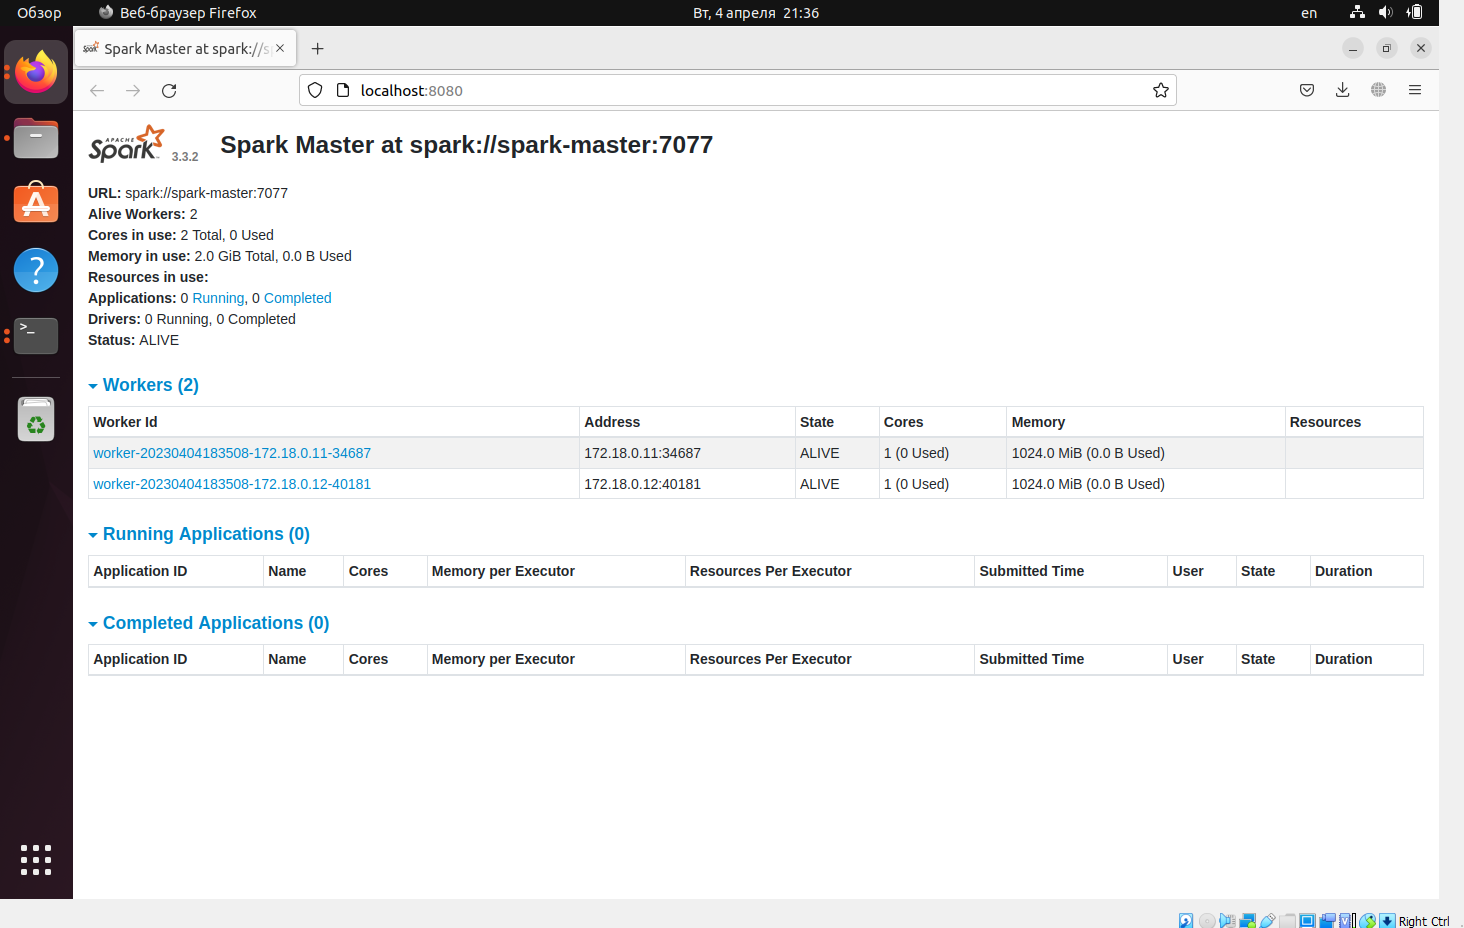 Обзор
Веб-браузер Firefox
Вт, 4 апреля 21:36
en
Spark Master at spark://s
localhost:8080
APACHE
Spark 3.3.2
Spark Master at spark://spark-master:7077
URL: spark://spark-master:7077
Alive Workers: 2
Cores in use: 2 Total, 0 Used
Memory in use: 2.0 GiB Total, 0.0 B Used
Resources in use:
Applications: 0 Running, 0 Completed
Drivers: 0 Running, 0 Completed
Status: ALIVE
Workers (2)
Worker Id Address State Cores Memory Resources
worker-20230404183508-172.18.0.11-34687 172.18.0.11:34687 ALIVE 1 (0 Used) 1024.0 MiB (0.0 B Used)
worker-20230404183508-172.18.0.12-40181 172.18.0.12:40181 ALIVE 1 (0 Used) 1024.0 MiB (0.0 B Used)
Running Applications (0)
Application ID Name Cores Memory per Executor Resources Per Executor Submitted Time User State Duration
Completed Applications (0)
Application ID Name Cores Memory per Executor Resources Per Executor Submitted Time User State Duration
Right Ctrl